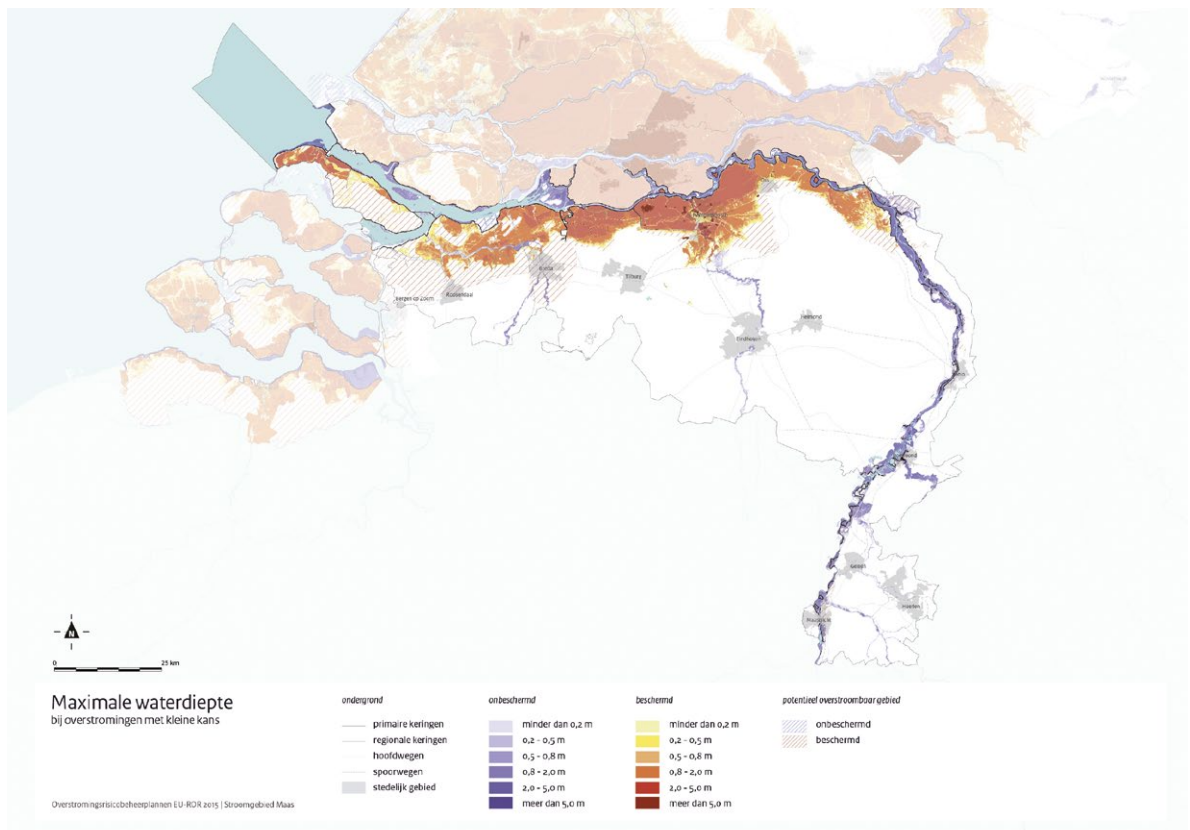 Breda
Tilburg
Bergen op Zoom
Roosendaal
Eindhoven
Helmond
Geleen
Heerlen
Maastricht
N
0 25 km
Maximale waterdiepte
bij overstromingen met kleine kans
ondergrond
primaire keringen
regionale keringen
hoofdwegen
spoorwegen
stedelijk gebied
onbeschermd
minder dan 0,2 m
0,2 - 0,5 m
0,5 - 0,8 m
0,8 - 2,0 m
2,0 - 5,0 m
meer dan 5,0 m
beschermd
minder dan 0,2 m
0,2 - 0,5 m
0,5 - 0,8 m
0,8 - 2,0 m
2,0 - 5,0 m
meer dan 5,0 m
potentieel overstroombaar gebied
onbeschermd
beschermd
Overstromingsrisicobeheerplannen EU-ROR 2015 | Stroomgebied Maas